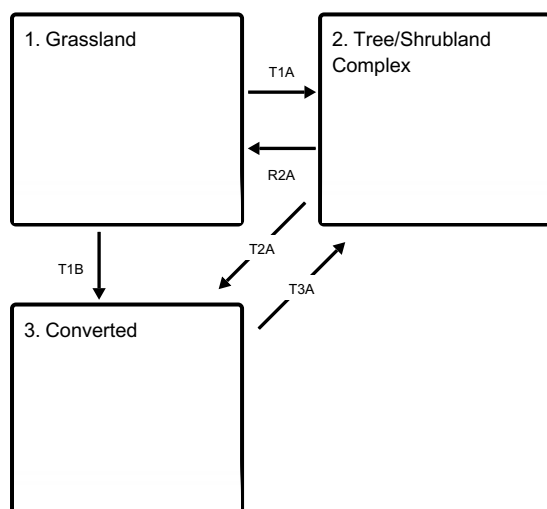 1. Grassland
2. Tree/Shrubland
Complex
T1A
R2A
T2A
T1B
T3A
3. Converted